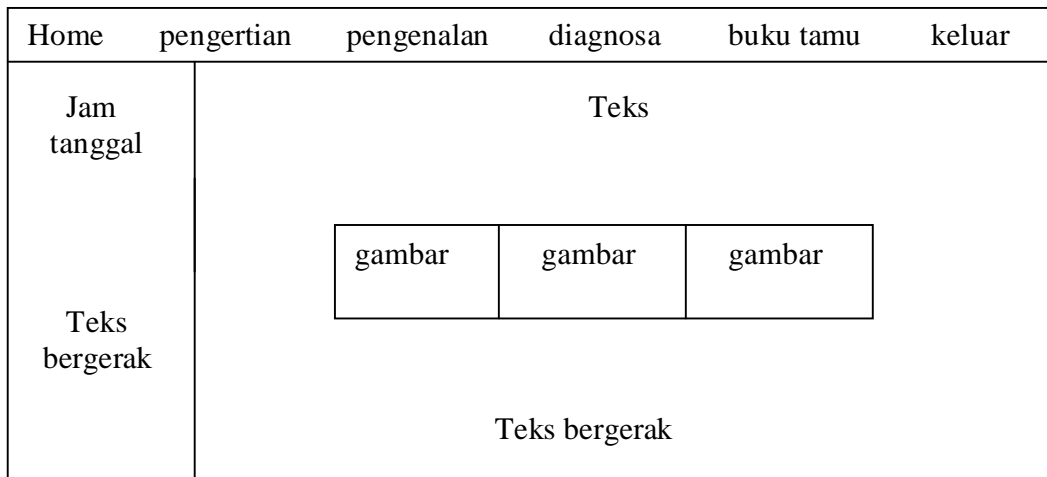 Home pengertian pengenalan diagnosa buku tamu keluar
Jam
tanggal
Teks
gambar gambar gambar
Teks
bergerak
Teks bergerak